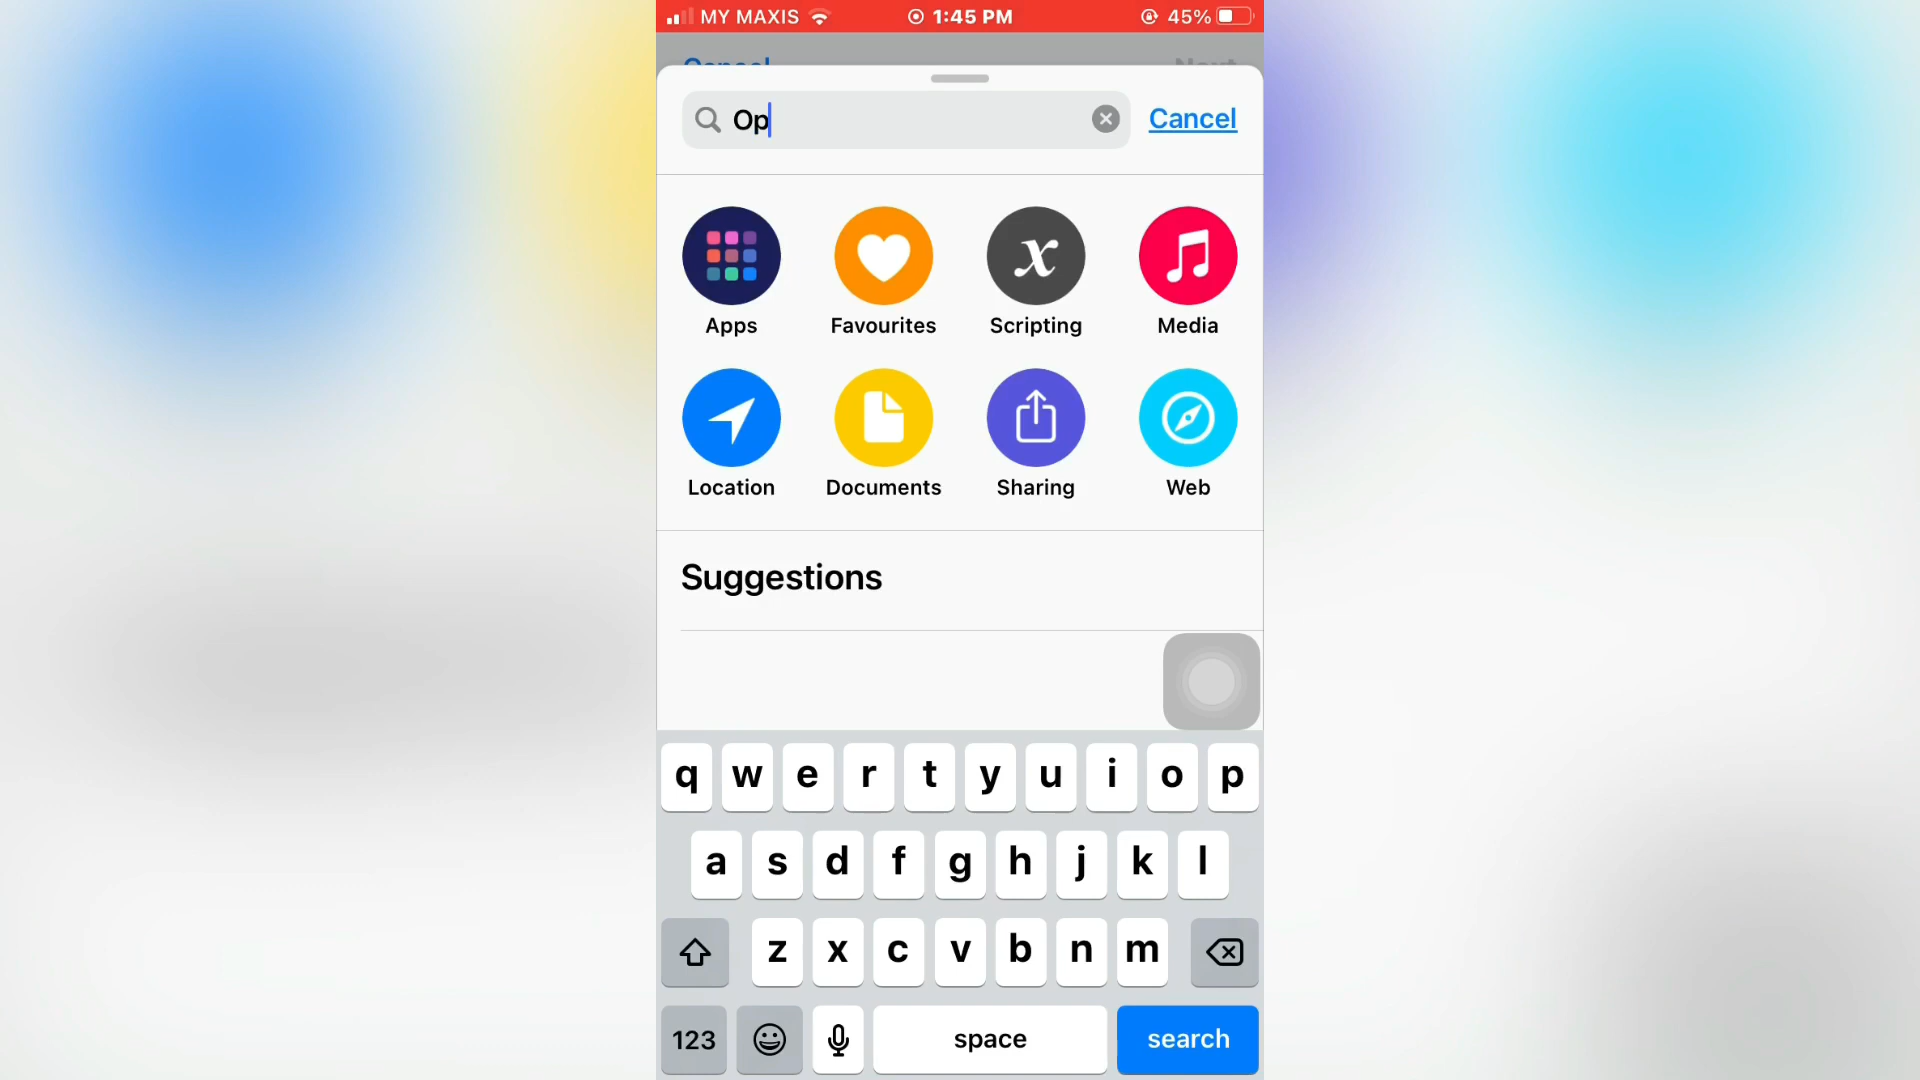 MY MAXIS 1:45 PM 45%
Cancel Next
Op Cancel
Apps Favourites Scripting Media
Location Documents Sharing Web
Suggestions
q w e r t y u i o p
a s d f g h j k l
z x c v b n m
123 space search